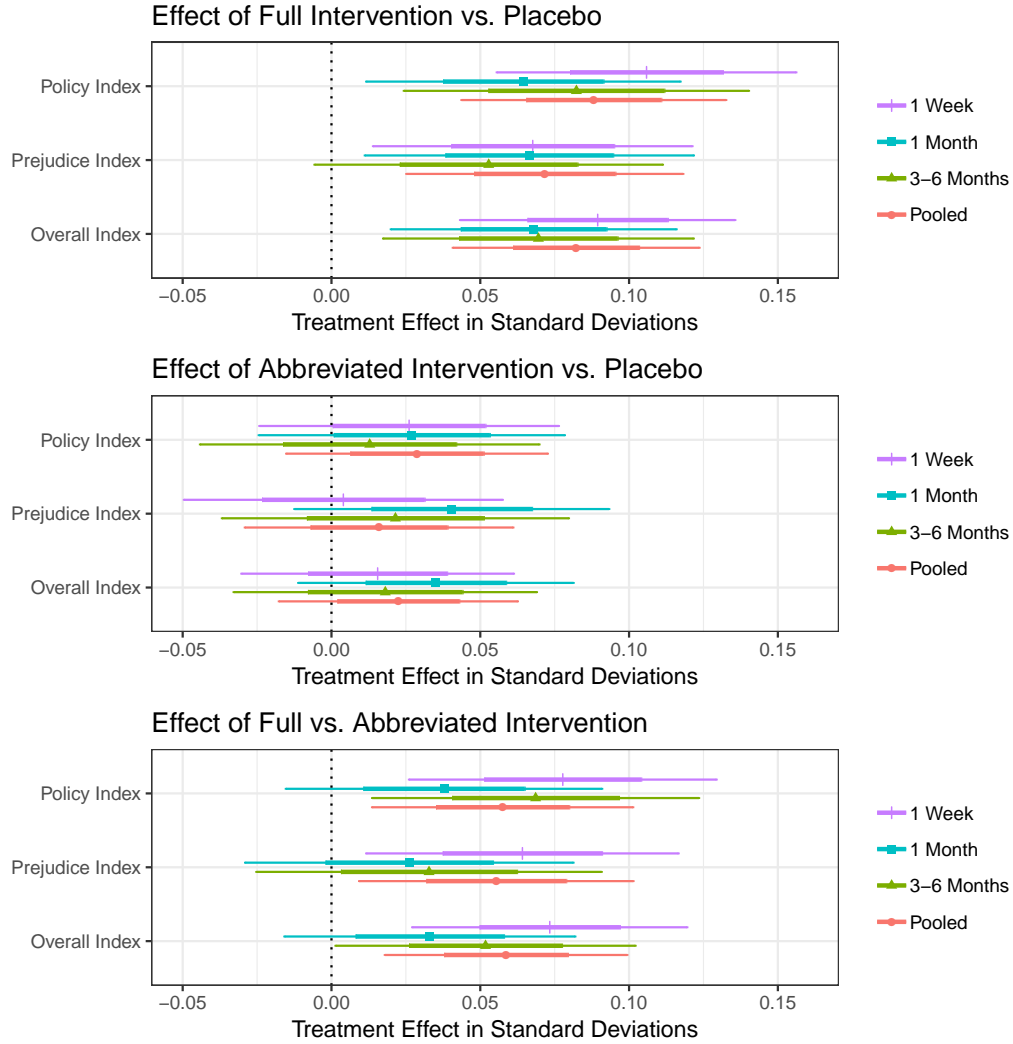 Effect of Full Intervention vs. Placebo
Policy Index
Prejudice Index
Overall Index
−0.05 0.00 0.05 0.10 0.15
Treatment Effect in Standard Deviations
1 Week
1 Month
3−6 Months
Pooled
Effect of Abbreviated Intervention vs. Placebo
Policy Index
Prejudice Index
Overall Index
−0.05 0.00 0.05 0.10 0.15
Treatment Effect in Standard Deviations
1 Week
1 Month
3−6 Months
Pooled
Effect of Full vs. Abbreviated Intervention
Policy Index
Prejudice Index
Overall Index
−0.05 0.00 0.05 0.10 0.15
Treatment Effect in Standard Deviations
1 Week
1 Month
3−6 Months
Pooled